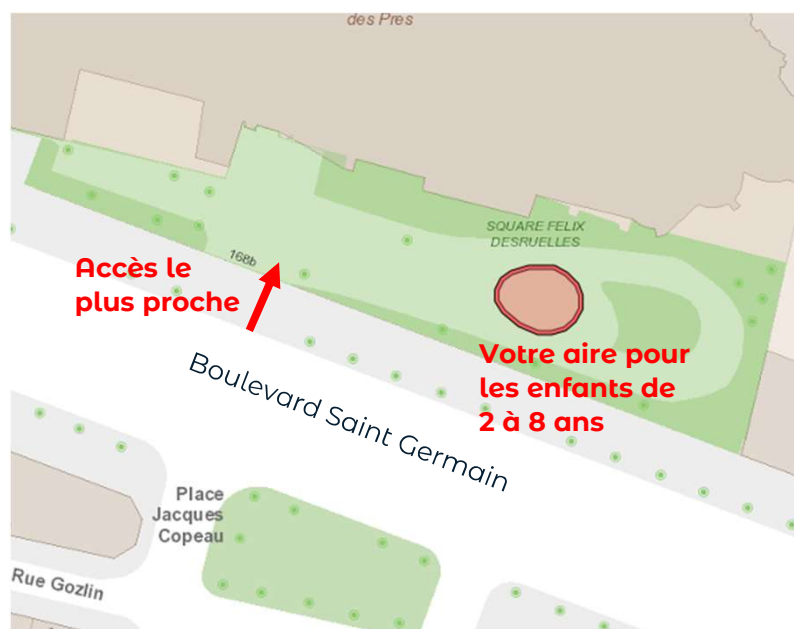 des Pres
SQUARE FELIX
DESRUELLES
168b
Accès le
plus proche
Votre aire pour
les enfants de
2 à 8 ans
Boulevard Saint Germain
Place
Jacques
Copeau
Rue Gozlin